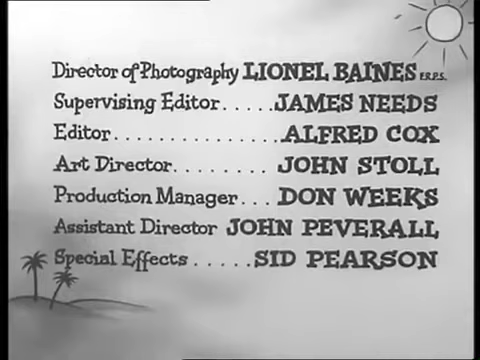 Director of Photography LIONEL BAINES F.R.P.S.
Supervising Editor.....JAMES NEEDS
Editor...............ALFRED COX
Art Director........ JOHN STOLL
Production Manager... DON WEEKS
Assistant Director JOHN PEVERALL
Special Effects .....SID PEARSON